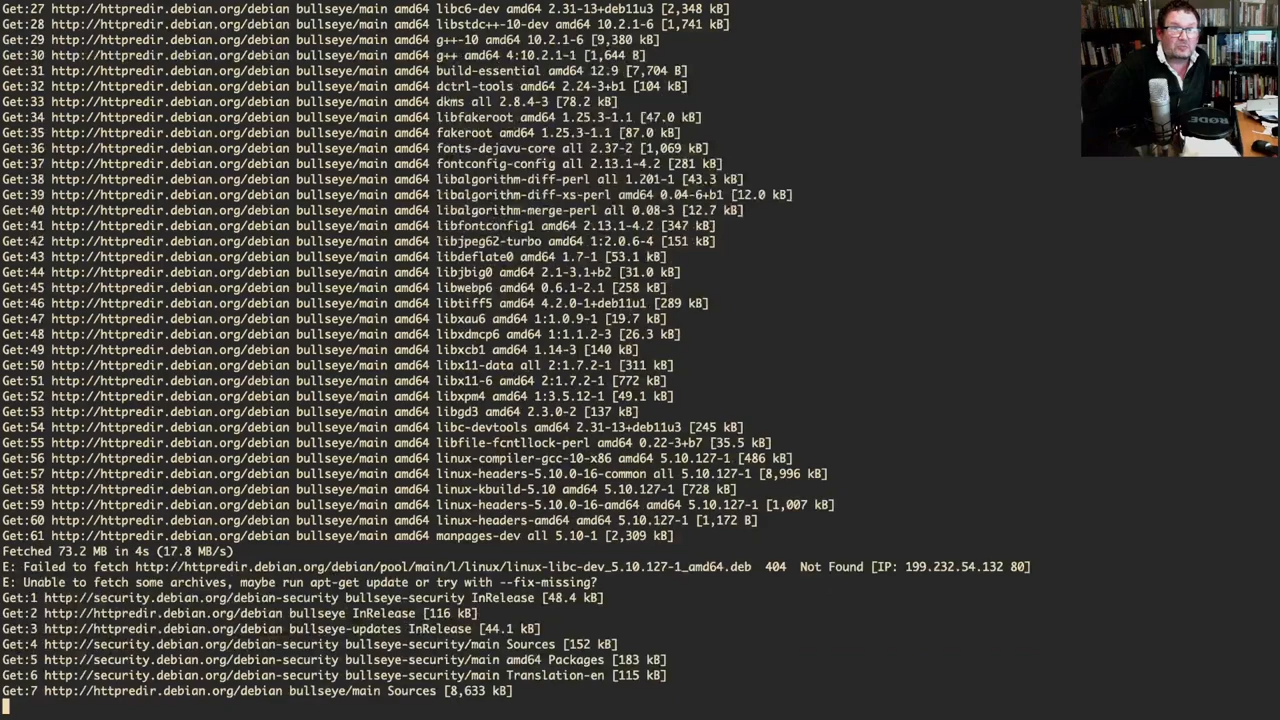 Get:27 http://httpredir.debian.org/debian bullseye/main amd64 libc6-dev amd64 2.31-13+deb11u3 [2,348 kB]
Get:28 http://httpredir.debian.org/debian bullseye/main amd64 libstdc++-10-dev amd64 10.2.1-6 [1,741 kB]
Get:29 http://httpredir.debian.org/debian bullseye/main amd64 g++-10 amd64 10.2.1-6 [9,380 kB]
Get:30 http://httpredir.debian.org/debian bullseye/main amd64 g++ amd64 4:10.2.1-1 [1,644 B]
Get:31 http://httpredir.debian.org/debian bullseye/main amd64 build-essential amd64 12.9 [7,704 B]
Get:32 http://httpredir.debian.org/debian bullseye/main amd64 dctrl-tools amd64 2.24-3+b1 [104 kB]
Get:33 http://httpredir.debian.org/debian bullseye/main amd64 dkms all 2.8.4-3 [78.2 kB]
Get:34 http://httpredir.debian.org/debian bullseye/main amd64 libfakeroot amd64 1.25.3-1.1 [47.0 kB]
Get:35 http://httpredir.debian.org/debian bullseye/main amd64 fakeroot amd64 1.25.3-1.1 [87.0 kB]
Get:36 http://httpredir.debian.org/debian bullseye/main amd64 fonts-dejavu-core all 2.37-2 [1,069 kB]
Get:37 http://httpredir.debian.org/debian bullseye/main amd64 fontconfig-config all 2.13.1-4.2 [281 kB]
Get:38 http://httpredir.debian.org/debian bullseye/main amd64 libalgorithm-diff-perl all 1.201-1 [43.3 kB]
Get:39 http://httpredir.debian.org/debian bullseye/main amd64 libalgorithm-diff-xs-perl amd64 0.04-6+b1 [12.0 kB]
Get:40 http://httpredir.debian.org/debian bullseye/main amd64 libalgorithm-merge-perl all 0.08-3 [12.7 kB]
Get:41 http://httpredir.debian.org/debian bullseye/main amd64 libfontconfig1 amd64 2.13.1-4.2 [347 kB]
Get:42 http://httpredir.debian.org/debian bullseye/main amd64 libjpeg62-turbo amd64 1:2.0.6-4 [151 kB]
Get:43 http://httpredir.debian.org/debian bullseye/main amd64 libdeflate0 amd64 1.7-1 [53.1 kB]
Get:44 http://httpredir.debian.org/debian bullseye/main amd64 libjbig0 amd64 2.1-3.1+b2 [31.0 kB]
Get:45 http://httpredir.debian.org/debian bullseye/main amd64 libwebp6 amd64 0.6.1-2.1 [258 kB]
Get:46 http://httpredir.debian.org/debian bullseye/main amd64 libtiff5 amd64 4.2.0-1+deb11u1 [289 kB]
Get:47 http://httpredir.debian.org/debian bullseye/main amd64 libxau6 amd64 1:1.0.9-1 [19.7 kB]
Get:48 http://httpredir.debian.org/debian bullseye/main amd64 libxdmcp6 amd64 1:1.1.2-3 [26.3 kB]
Get:49 http://httpredir.debian.org/debian bullseye/main amd64 libxcb1 amd64 1.14-3 [140 kB]
Get:50 http://httpredir.debian.org/debian bullseye/main amd64 libx11-data all 2:1.7.2-1 [311 kB]
Get:51 http://httpredir.debian.org/debian bullseye/main amd64 libx11-6 amd64 2:1.7.2-1 [772 kB]
Get:52 http://httpredir.debian.org/debian bullseye/main amd64 libxpm4 amd64 1:3.5.12-1 [49.1 kB]
Get:53 http://httpredir.debian.org/debian bullseye/main amd64 libgd3 amd64 2.3.0-2 [137 kB]
Get:54 http://httpredir.debian.org/debian bullseye/main amd64 libc-devtools amd64 2.31-13+deb11u3 [245 kB]
Get:55 http://httpredir.debian.org/debian bullseye/main amd64 libfile-fcntllock-perl amd64 0.22-3+b7 [35.5 kB]
Get:56 http://httpredir.debian.org/debian bullseye/main amd64 linux-compiler-gcc-10-x86 amd64 5.10.127-1 [486 kB]
Get:57 http://httpredir.debian.org/debian bullseye/main amd64 linux-headers-5.10.0-16-common all 5.10.127-1 [8,996 kB]
Get:58 http://httpredir.debian.org/debian bullseye/main amd64 linux-kbuild-5.10 amd64 5.10.127-1 [728 kB]
Get:59 http://httpredir.debian.org/debian bullseye/main amd64 linux-headers-5.10.0-16-amd64 amd64 5.10.127-1 [1,007 kB]
Get:60 http://httpredir.debian.org/debian bullseye/main amd64 linux-headers-amd64 amd64 5.10.127-1 [1,172 B]
Get:61 http://httpredir.debian.org/debian bullseye/main amd64 manpages-dev all 5.10-1 [2,309 kB]
Fetched 73.2 MB in 4s (17.8 MB/s)
E: Failed to fetch http://httpredir.debian.org/debian/pool/main/l/linux/linux-libc-dev_5.10.127-1_amd64.deb  404  Not Found [IP: 199.232.54.132 80]
E: Unable to fetch some archives, maybe run apt-get update or try with --fix-missing?
Get:1 http://security.debian.org/debian-security bullseye-security InRelease [48.4 kB]
Get:2 http://httpredir.debian.org/debian bullseye InRelease [116 kB]
Get:3 http://httpredir.debian.org/debian bullseye-updates InRelease [44.1 kB]
Get:4 http://security.debian.org/debian-security bullseye-security/main Sources [152 kB]
Get:5 http://security.debian.org/debian-security bullseye-security/main amd64 Packages [183 kB]
Get:6 http://security.debian.org/debian-security bullseye-security/main Translation-en [115 kB]
Get:7 http://httpredir.debian.org/debian bullseye/main Sources [8,633 kB]
RØDE